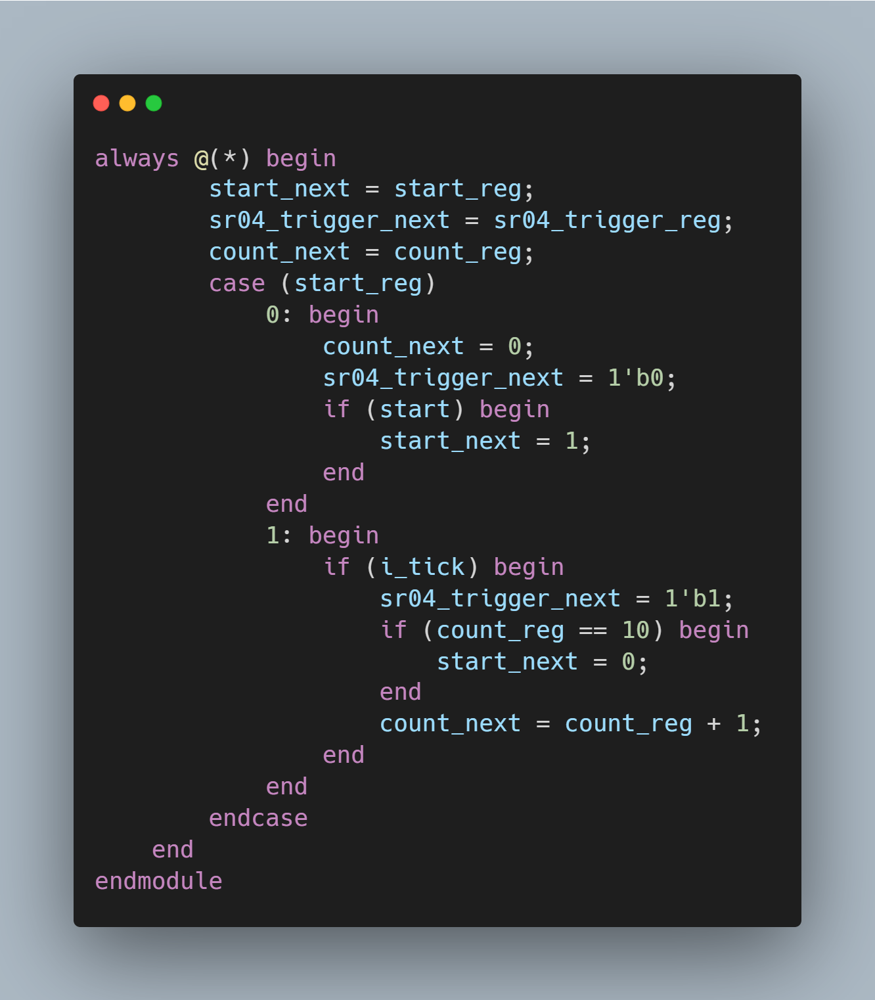 always @(*) begin
        start_next = start_reg;
        sr04_trigger_next = sr04_trigger_reg;
        count_next = count_reg;
        case (start_reg)
            0: begin
                count_next = 0;
                sr04_trigger_next = 1'b0;
                if (start) begin
                    start_next = 1;
                end
            end
            1: begin
                if (i_tick) begin
                    sr04_trigger_next = 1'b1;
                    if (count_reg == 10) begin
                        start_next = 0;
                    end
                    count_next = count_reg + 1;
                end
            end
        endcase
    end
endmodule